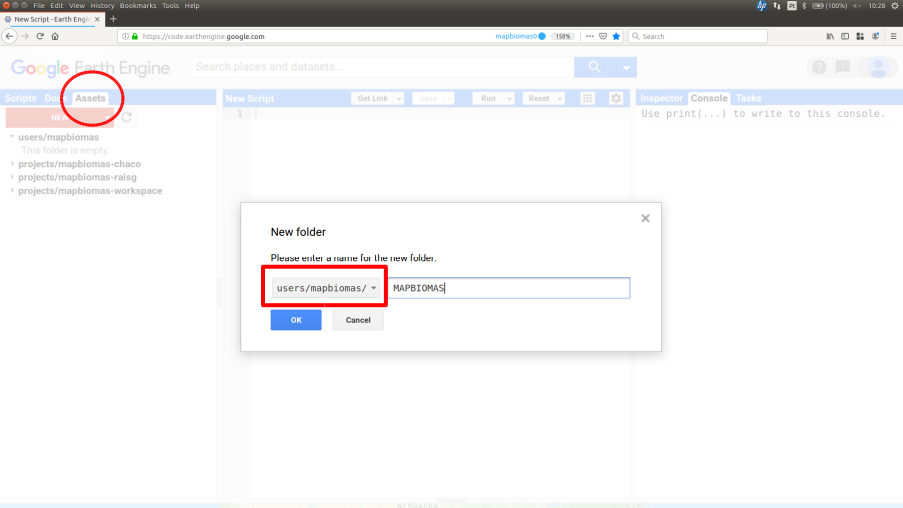 File Edit View History Bookmarks Tools Help
hp Pt (100%) 10:28
New Script - Earth Engin
https://code.earthengine.google.com mapbiomas0 150% Search
Google Earth Engine Search places and datasets...
Scripts Docs Assets New Script Get Link Save Run Reset Inspector Console Tasks
NEW
1
Use print(...) to write to this console.
users/mapbiomas
This folder is empty.
projects/mapbiomas-chaco
projects/mapbiomas-raisg
projects/mapbiomas-workspace
New folder
Please enter a name for the new folder.
users/mapbiomas/ MAPBIOMAS
OK Cancel
NEBRASKA